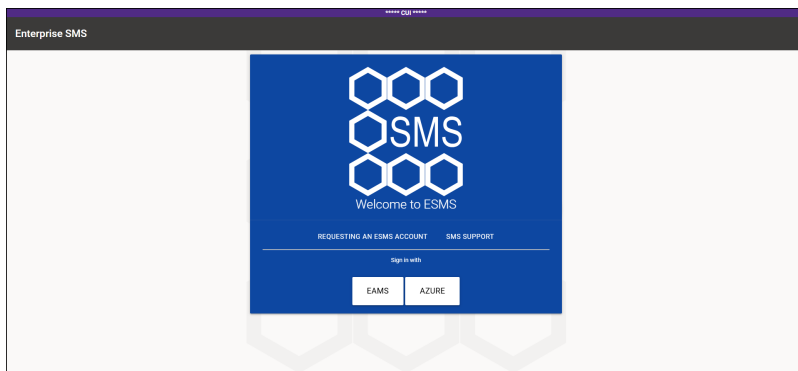 ***** CUI *****
Enterprise SMS
SMS
Welcome to ESMS
REQUESTING AN ESMS ACCOUNT SMS SUPPORT
Sign in with
EAMS AZURE